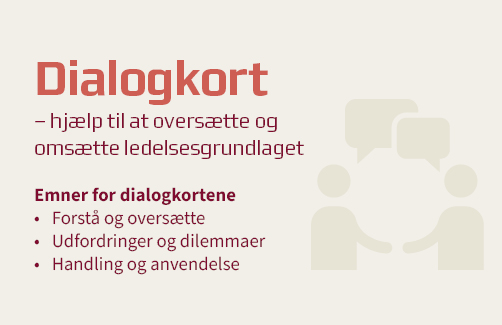 Dialogkort
– hjælp til at oversætte og
omsætte ledelsesgrundlaget
Emner for dialogkortene
• Forstå og oversætte
• Udfordringer og dilemmaer
• Handling og anvendelse